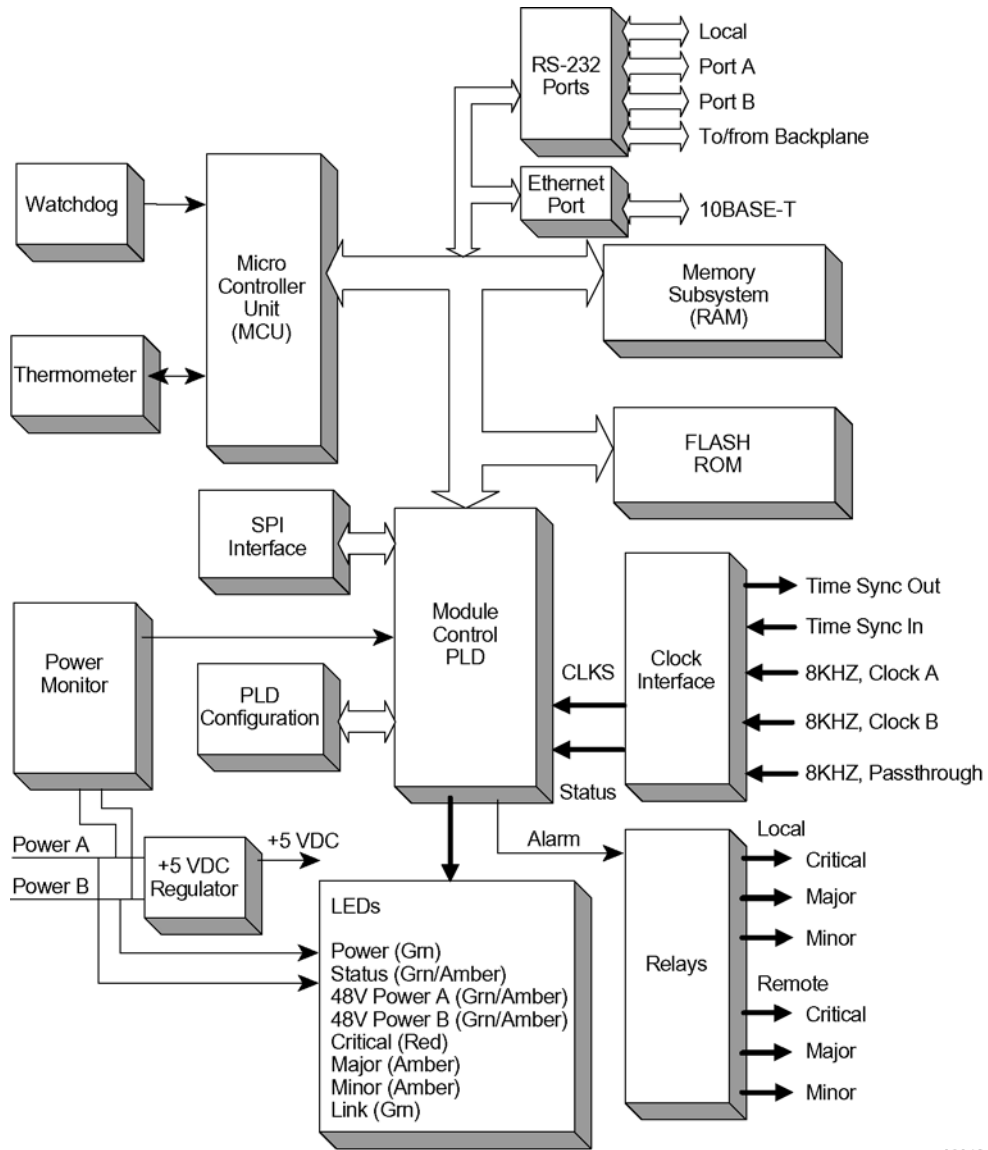 RS-232
Ports
Local
Port A
Port B
To/from Backplane
Ethernet
Port
10BASE-T
Watchdog
Micro
Controller
Unit
(MCU)
Memory
Subsystem
(RAM)
Thermometer
FLASH
ROM
SPI
Interface
Module
Control
PLD
Power
Monitor
PLD
Configuration
CLKS
Status
Clock
Interface
Time Sync Out
Time Sync In
8KHZ, Clock A
8KHZ, Clock B
8KHZ, Passthrough
Power A
Power B
+5 VDC
Regulator
+5 VDC
Alarm
LEDs
Power (Grn)
Status (Grn/Amber)
48V Power A (Grn/Amber)
48V Power B (Grn/Amber)
Critical (Red)
Major (Amber)
Minor (Amber)
Link (Grn)
Relays
Local
Critical
Major
Minor
Remote
Critical
Major
Minor